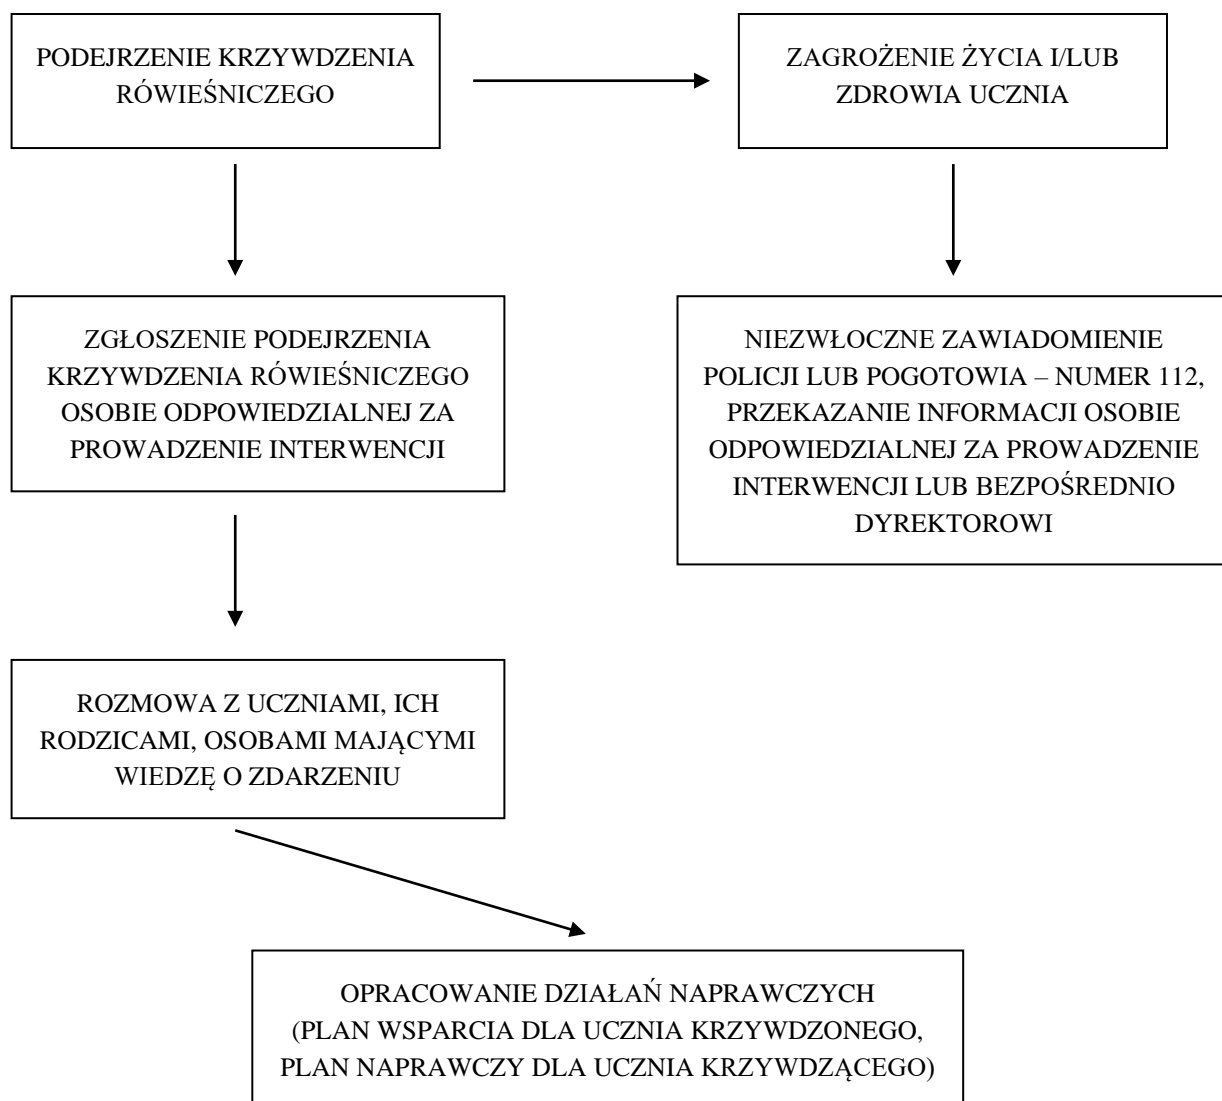 PODEJRZENIE KRZYWDZENIA
RÓWIEŚNICZEGO
ZAGROŻENIE ŻYCIA I/LUB
ZDROWIA UCZNIA
ZGŁOSZENIE PODEJRZENIA
KRZYWDZENIA RÓWIEŚNICZEGO
OSOBIE ODPOWIEDZIALNEJ ZA
PROWADZENIE INTERWENCJI
NIEZWŁOCZNE ZAWIADOMIENIE
POLICJI LUB POGOTOWIA – NUMER 112,
PRZEKAZANIE INFORMACJI OSOBIE
ODPOWIEDZIALNEJ ZA PROWADZENIE
INTERWENCJI LUB BEZPOŚREDNIO
DYREKTOROWI
ROZMOWA Z UCZNIAMI, ICH
RODZICAMI, OSOBAMI MAJĄCYMI
WIEDZĘ O ZDARZENIU
OPRACOWANIE DZIAŁAŃ NAPRAWCZYCH
(PLAN WSPARCIA DLA UCZNIA KRZYWDZONEGO,
PLAN NAPRAWCZY DLA UCZNIA KRZYWDZĄCEGO)